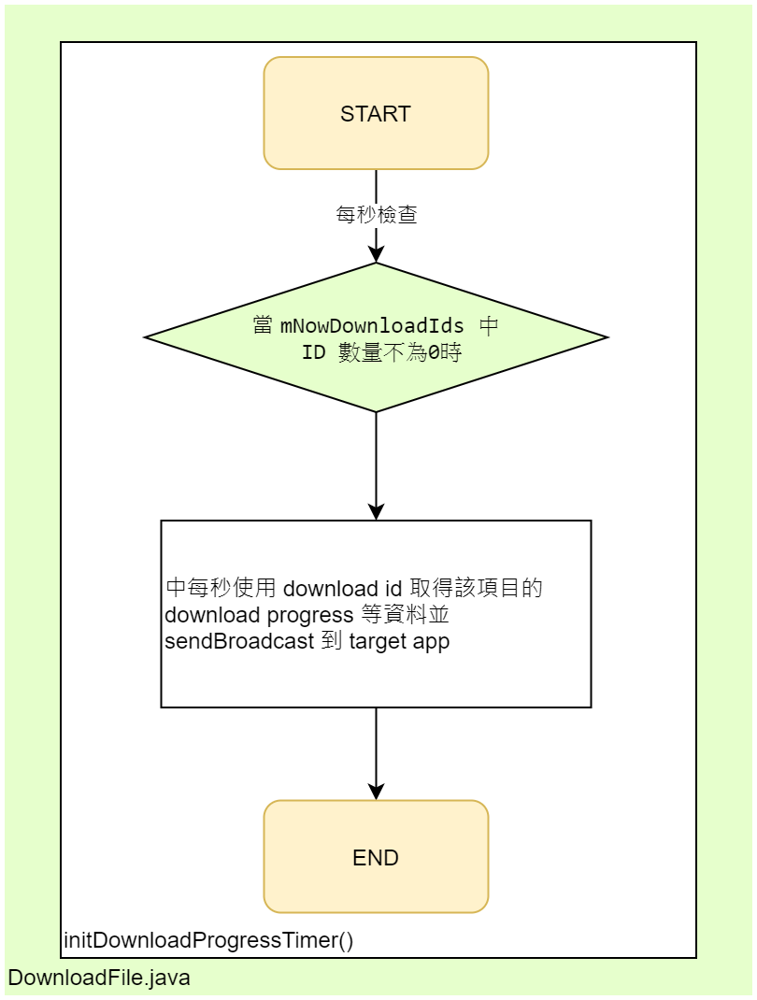 START
每秒檢查
當 mNowDownloadIds 中
ID 數量不為0時
中每秒使用 download id 取得該項目的
download progress 等資料並
sendBroadcast 到 target app
END
initDownloadProgressTimer()
DownloadFile.java